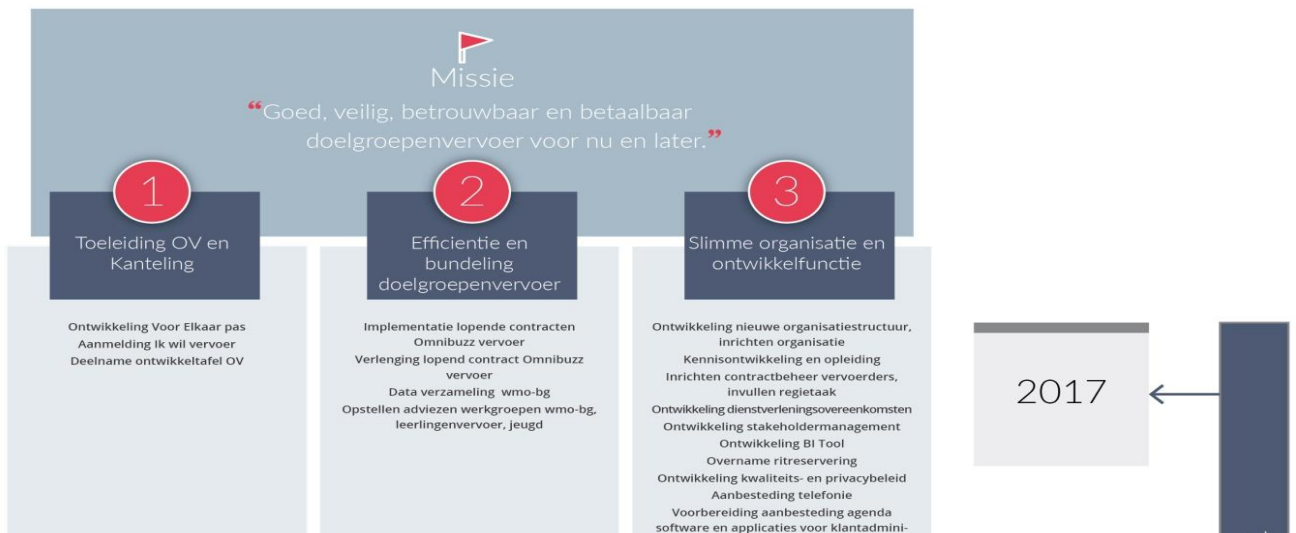 Missie
“Goed, veilig, betrouwbaar en betaalbaar
doelgroepenvervoer voor nu en later.”
1
Toeleiding OV en
Kanteling
Ontwikkeling Voor Elkaar pas
Aanmelding Ik wil vervoer
Deelname ontwikkeltafel OV
2
Efficientie en
bundeling
doelgroepenvervoer
Implementatie lopende contracten
Omnibuzz vervoer
Verlenging lopend contract Omnibuzz
vervoer
Data verzameling wmo-bg
Opstellen adviezen werkgroepen wmo-bg,
leerlingenvervoer, jeugd
3
Slimme organisatie en
ontwikkelfunctie
Ontwikkeling nieuwe organisatiestructuur,
inrichten organisatie
Kennisontwikkeling en opleiding
Inrichten contractbeheer vervoerders,
invullen regietaak
Ontwikkeling dienstverleningsovereenkomsten
Ontwikkeling stakeholdermanagement
Ontwikkeling BI Tool
Overname ritreservering
Ontwikkeling kwaliteits- en privacybeleid
Aanbesteding telefonie
Voorbereiding aanbesteding agenda
software en applicaties voor klantadmini-
2017